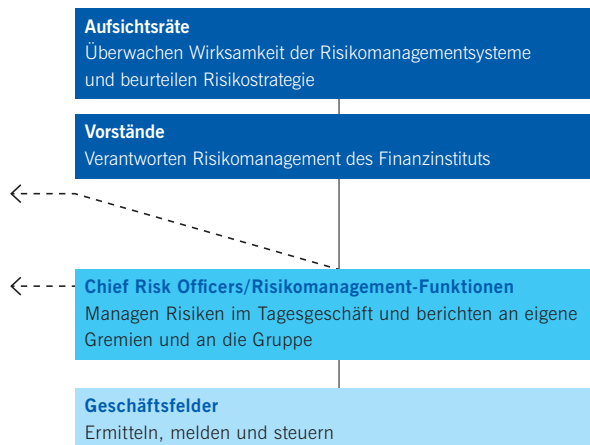 Aufsichtsräte
Überwachen Wirksamkeit der Risikomanagementsysteme
und beurteilen Risikostrategie
Vorstände
Verantworten Risikomanagement des Finanzinstituts
Chief Risk Officers/Risikomanagement-Funktionen
Managen Risiken im Tagesgeschäft und berichten an eigene
Gremien und an die Gruppe
Geschäftsfelder
Ermitteln, melden und steuern